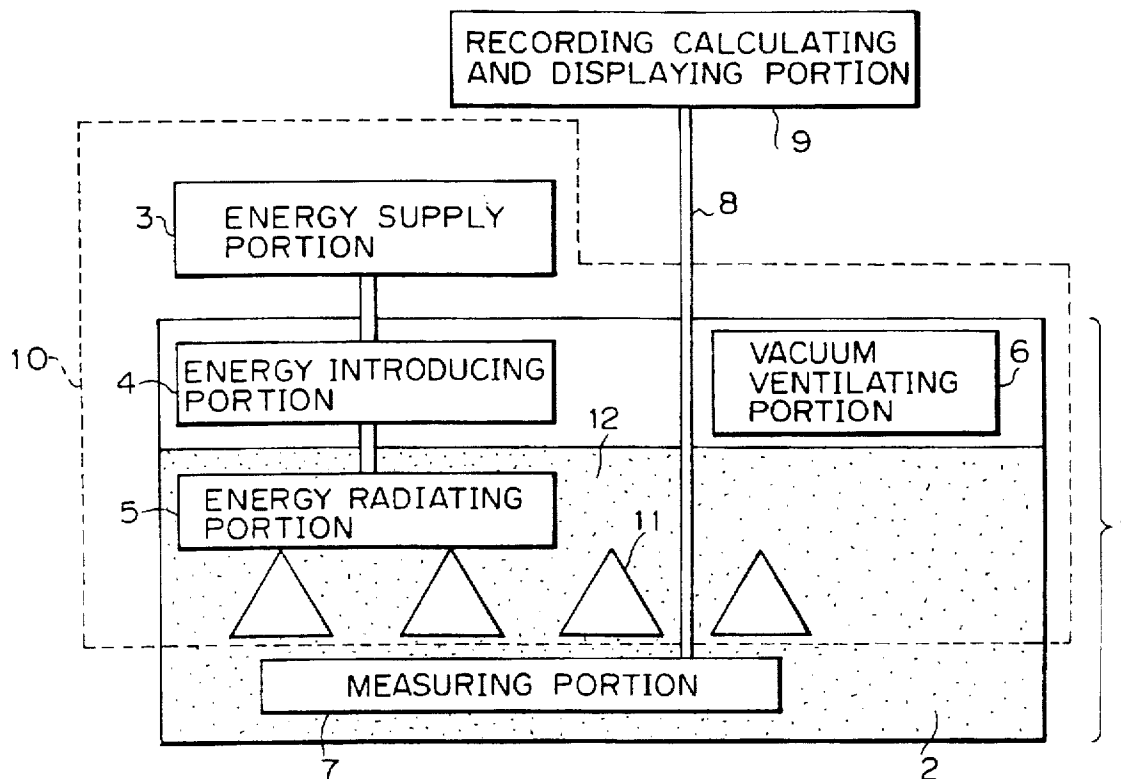 RECORDING CALCULATING
AND DISPLAYING PORTION
9
3
ENERGY SUPPLY
PORTION
8
10
4
ENERGY INTRODUCING
PORTION
VACUUM
VENTILATING
PORTION
6
12
5
ENERGY RADIATING
PORTION
11
MEASURING PORTION
7
2